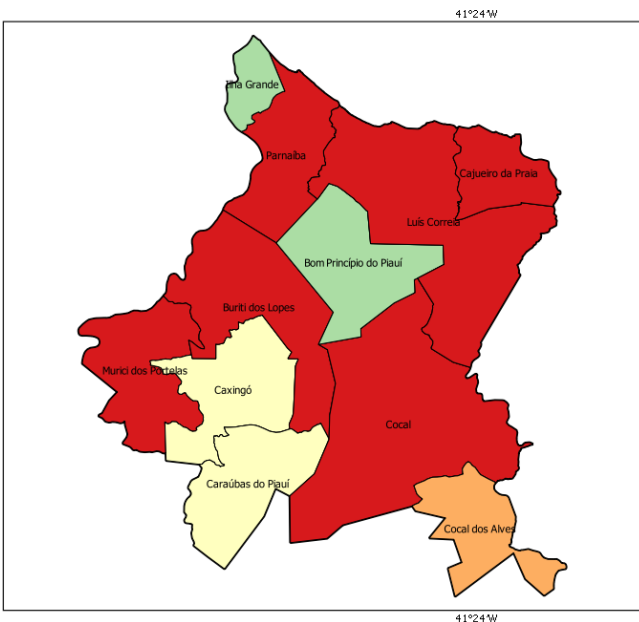 41°24'W
Ilha Grande
Parnaíba
Cajueiro da Praia
Luís Correia
Bom Princípio do Piauí
Buriti dos Lopes
Murici dos Portelas
Caxingó
Cocal
Caraúbas do Piauí
Cocal dos Alves
41°24'W